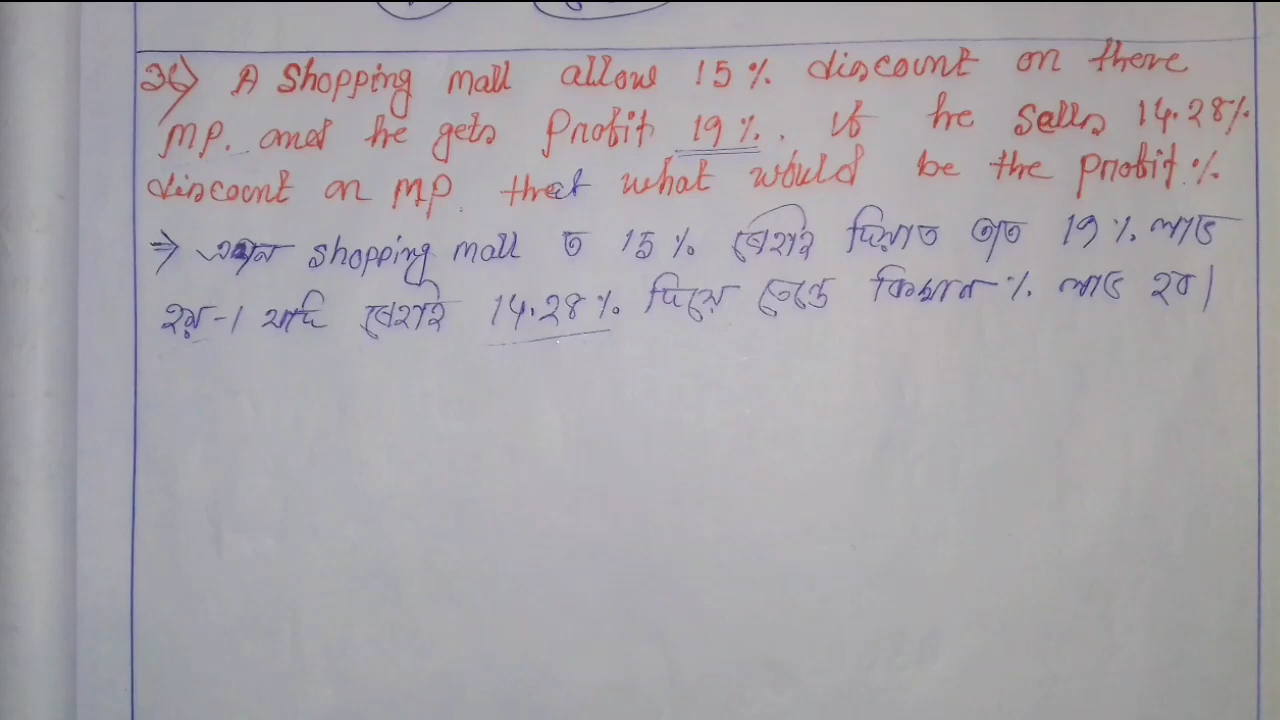 A Shopping mall allow 15% discount on there
MP. and he gets Profit 19%. if he sells 14.28%
discount on MP. that what would be the Profit.%
⇒ shopping mall ত 15% ৰেহাই দিয়াত তাত 19% লাভ
হয়-। যদি ৰেহাই 14.28% দিয়ে তেন্তে কিমান % লাভ হব।